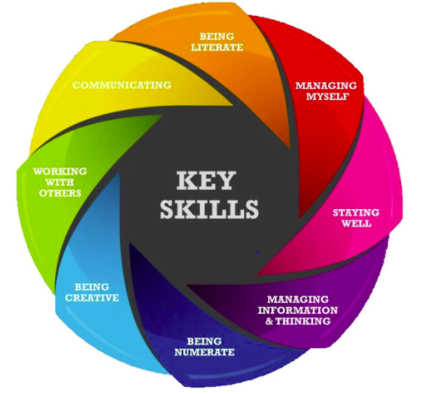 KEY
SKILLS
BEING
LITERATE
MANAGING
MYSELF
STAYING
WELL
MANAGING
INFORMATION
& THINKING
BEING
NUMERATE
BEING
CREATIVE
WORKING
WITH
OTHERS
COMMUNICATING